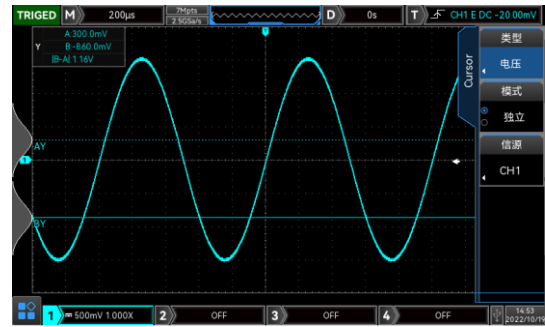 TRIGED M 200μs 7Mpts 2.5GSa/s D 0s T CH1 E DC -20.00mV
A:300.0mV
Y B:-860.0mV
|B-A|:1.16V
Cursor
类型
电压
模式
独立
信源
CH1
AY
1
BY
1 500mV 1.000X 2 OFF 3 OFF 4 OFF
14:53
2022/10/19